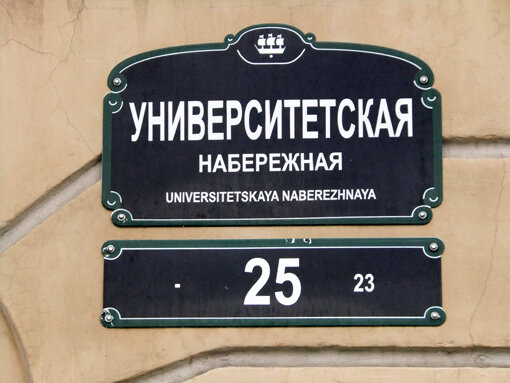 УНИВЕРСИТЕТСКАЯ
НАБЕРЕЖНАЯ
UNIVERSITETSKAYA NABEREZHNAYA
- 25 23